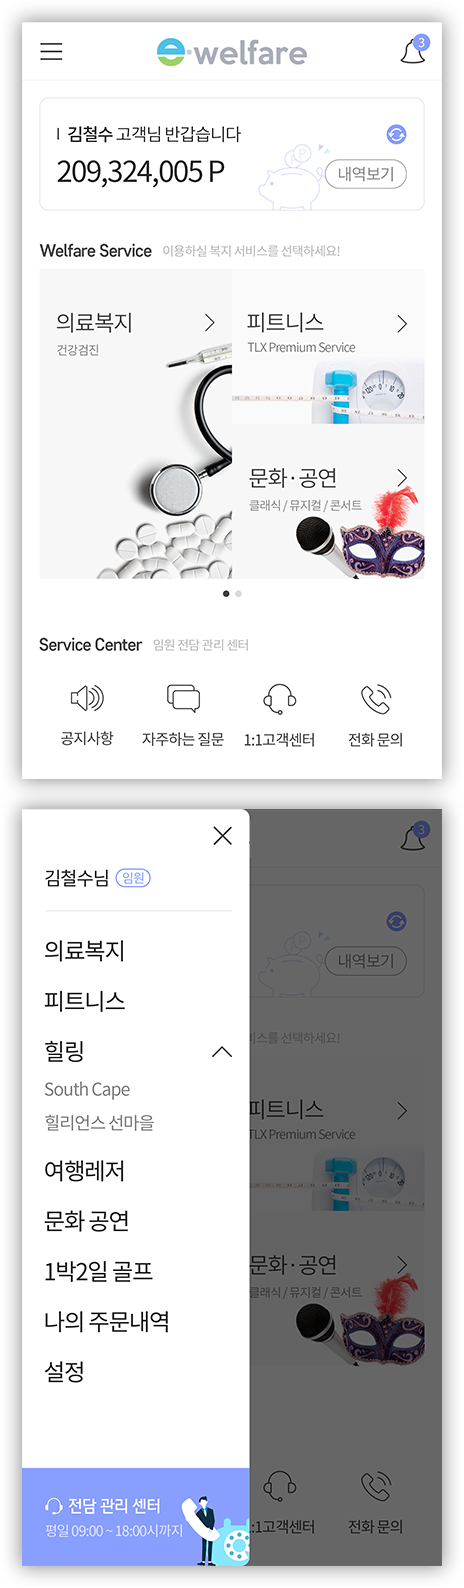 e·welfare
3
I 김철수 고객님 반갑습니다
209,324,005 P
P
내역보기
Welfare Service 이용하실 복지 서비스를 선택하세요!
의료복지
건강검진
피트니스
TLX Premium Service
문화·공연
클래식 / 뮤지컬 / 콘서트
Service Center 임원 전담 관리 센터
공지사항
자주하는 질문
1:1고객센터
전화 문의
3
김철수님 임원
의료복지
피트니스
힐링
South Cape
힐리언스 선마을
여행레저
문화 공연
1박2일 골프
나의 주문내역
설정
전담 관리 센터
평일 09:00 ~ 18:00시까지
P
내역보기
비스를 선택하세요!
피트니스
TLX Premium Service
문화·공연
클래식 / 뮤지컬 / 콘서트
:1고객센터
전화 문의